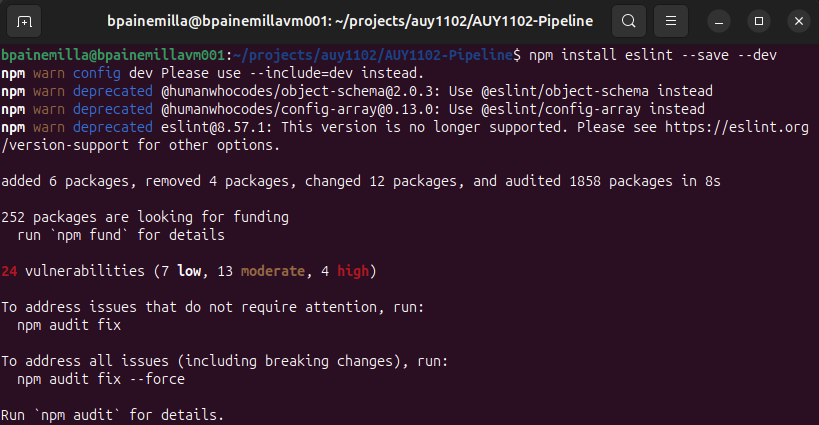 bpainemilla@bpainemillavm001: ~/projects/auy1102/AUY1102-Pipeline
bpainemilla@bpainemillavm001:~/projects/auy1102/AUY1102-Pipeline$ npm install eslint --save --dev
npm warn config dev Please use --include=dev instead.
npm warn deprecated @humanwhocodes/object-schema@2.0.3: Use @eslint/object-schema instead
npm warn deprecated @humanwhocodes/config-array@0.13.0: Use @eslint/config-array instead
npm warn deprecated eslint@8.57.1: This version is no longer supported. Please see https://eslint.org
/version-support for other options.
added 6 packages, removed 4 packages, changed 12 packages, and audited 1858 packages in 8s
252 packages are looking for funding
  run `npm fund` for details
24 vulnerabilities (7 low, 13 moderate, 4 high)
To address issues that do not require attention, run:
  npm audit fix
To address all issues (including breaking changes), run:
  npm audit fix --force
Run `npm audit` for details.